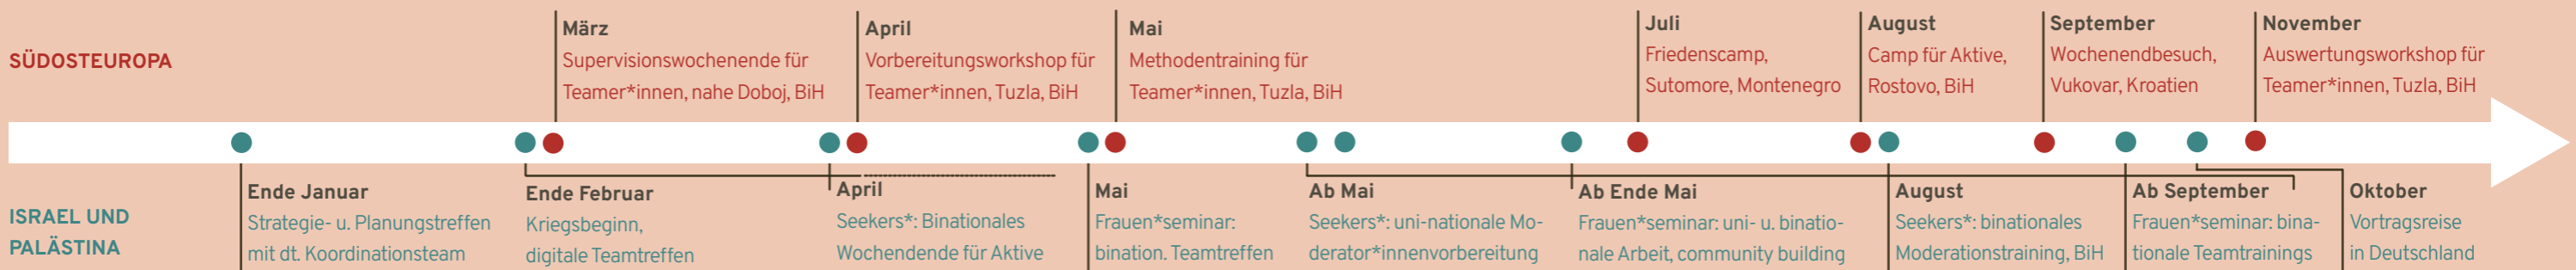 SÜDOSTEUROPA
März
Supervisionswochenende für
Teamer*innen, nahe Doboj, BiH
April
Vorbereitungsworkshop für
Teamer*innen, Tuzla, BiH
Mai
Methodentraining für
Teamer*innen, Tuzla, BiH
Juli
Friedenscamp,
Sutomore, Montenegro
August
Camp für Aktive,
Rostovo, BiH
September
Wochenendbesuch,
Vukovar, Kroatien
November
Auswertungsworkshop für
Teamer*innen, Tuzla, BiH
ISRAEL UND
PALÄSTINA
Ende Januar
Strategie- u. Planungstreffen
mit dt. Koordinationsteam
Ende Februar
Kriegsbeginn,
digitale Teamtreffen
April
Seekers*: Binationales
Wochendende für Aktive
Mai
Frauen*seminar:
bination. Teamtreffen
Ab Mai
Seekers*: uni-nationale Mo-
derator*innenvorbereitung
Ab Ende Mai
Frauen*seminar: uni- u. binatio-
nale Arbeit, community building
August
Seekers*: binationales
Moderationstraining, BiH
Ab September
Frauen*seminar: bina-
tionale Teamtrainings
Oktober
Vortragsreise
in Deutschland